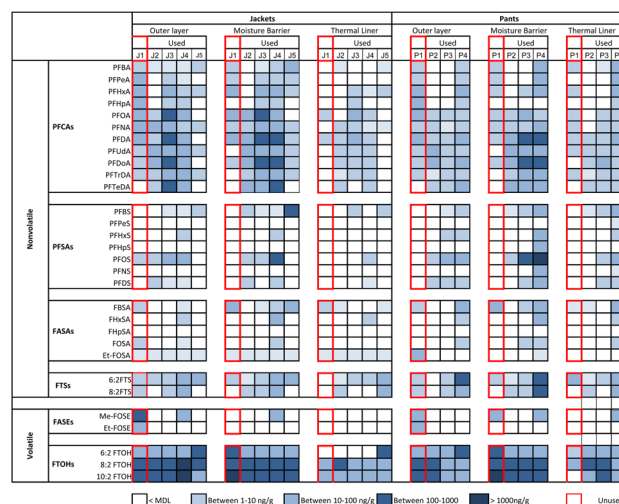 Jackets Pants
Outer layer Moisture Barrier Thermal Liner Outer layer Moisture Barrier Thermal Liner
Used Used Used Used Used Used
J1 J2 J3 J4 J5 J1 J2 J3 J4 J5 J1 J2 J3 J4 J5 P1 P2 P3 P4 P1 P2 P3 P4 P1 P2 P3
Nonvolatile
PFCAs
PFBA
PFPeA
PFHxA
PFHpA
PFOA
PFNA
PFDA
PFUdA
PFDoA
PFTrDA
PFTeDA
PFSAs
PFBS
PFPeS
PFHxS
PFHpS
PFOS
PFNS
PFDS
FASAs
FBSA
FHxSA
FHpSA
FOSA
Et-FOSA
FTSs
6:2FTS
8:2FTS
Volatile
FASEs
Me-FOSE
Et-FOSE
FTOHs
6:2 FTOH
8:2 FTOH
10:2 FTOH
< MDL Between 1-10 ng/g Between 10-100 ng/g Between 100-1000 > 1000ng/g Unuse